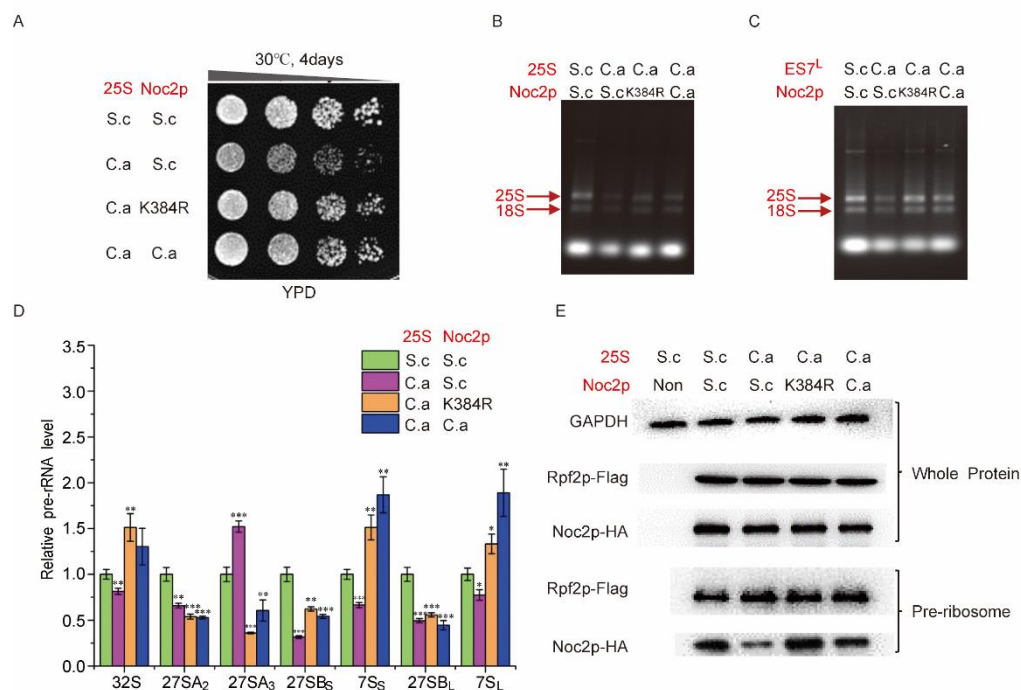 A
30℃, 4days
25S Noc2p
S.c S.c
C.a S.c
C.a K384R
C.a C.a
YPD
B
25S S.c C.a C.a C.a
Noc2p S.c S.c K384R C.a
25S
18S
C
ES7L S.c C.a C.a C.a
Noc2p S.c S.c K384R C.a
25S
18S
D
25S Noc2p
S.c S.c
C.a S.c
C.a K384R
C.a C.a
Relative pre-rRNA level
3.5
3.0
2.5
2.0
1.5
1.0
0.5
0.0
** ** *** ** *** *** *** ** ** *** ** *** *** ** *** *** *** * * **
32S 27SA2 27SA3 27SBS 7SS 27SBL 7SL
E
25S S.c S.c C.a C.a C.a
Noc2p Non S.c S.c K384R C.a
GAPDH
Rpf2p-Flag
Noc2p-HA
Whole Protein
Rpf2p-Flag
Noc2p-HA
Pre-ribosome